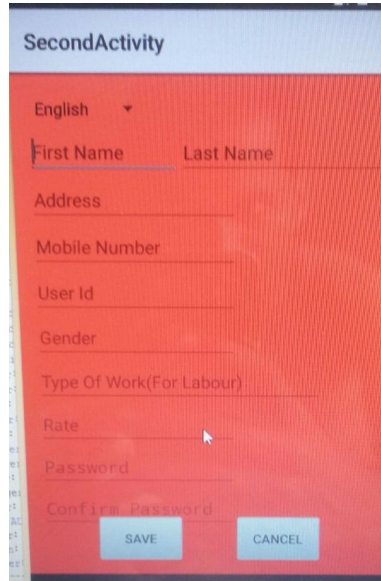 SecondActivity
English
First Name Last Name
Address
Mobile Number
User Id
Gender
Type Of Work(For Labour)
Rate
Password
Confirm Password
SAVE CANCEL